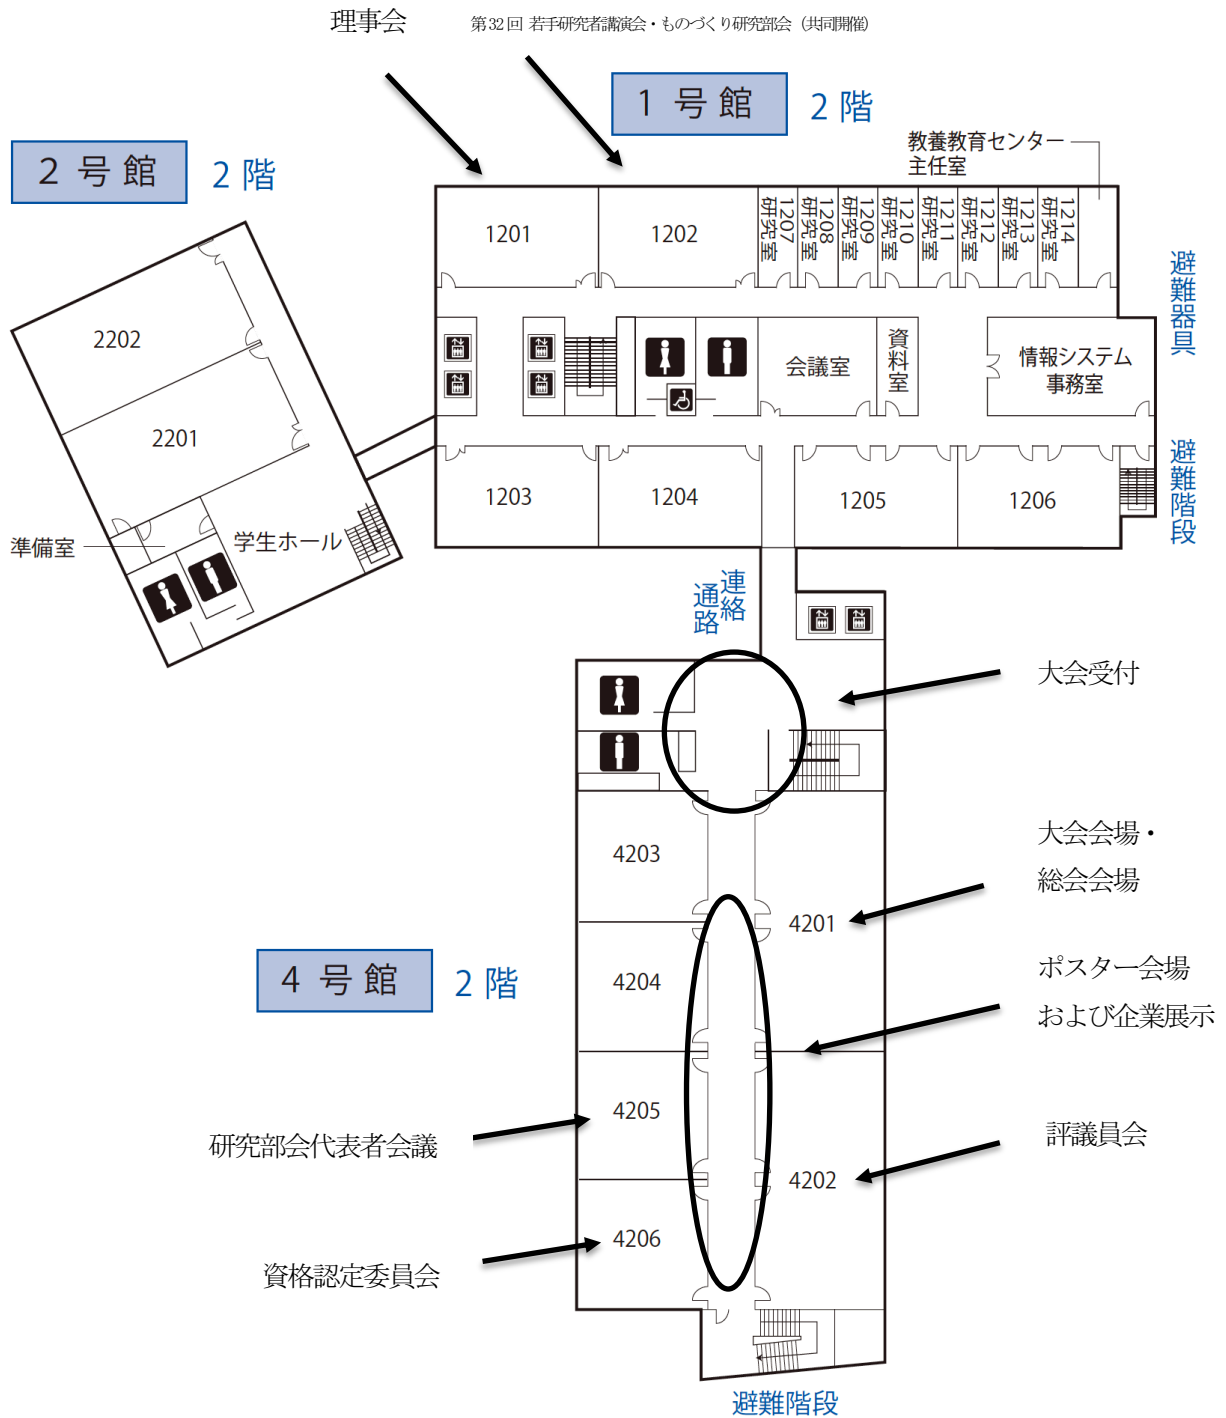 理事会
第32回 若手研究者講演会・ものづくり研究部会（共同開催）
1 号 館
2 階
2 号 館
2 階
教養教育センター
主任室
1201
1202
1207
研究室
1208
研究室
1209
研究室
1210
研究室
1211
研究室
1212
研究室
1213
研究室
1214
研究室
避難器具
2202
2201
会議室
資料室
情報システム
事務室
1203
1204
1205
1206
避難階段
準備室
学生ホール
連絡
通路
大会受付
4203
大会会場・
総会会場
4201
4 号 館
2 階
4204
ポスター会場
および企業展示
4205
研究部会代表者会議
評議員会
4202
4206
資格認定委員会
避難階段